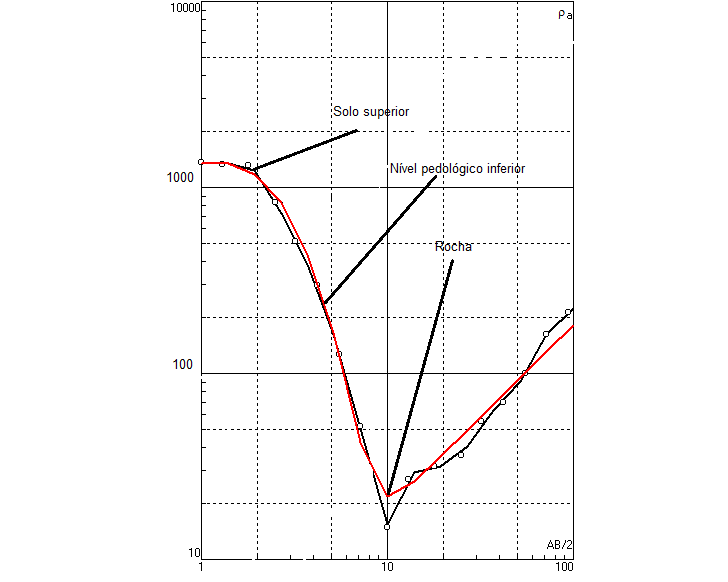 10000
Pa
Solo superior
Nível pedológico inferior
1000
Rocha
100
AB/2
10
1
10
100